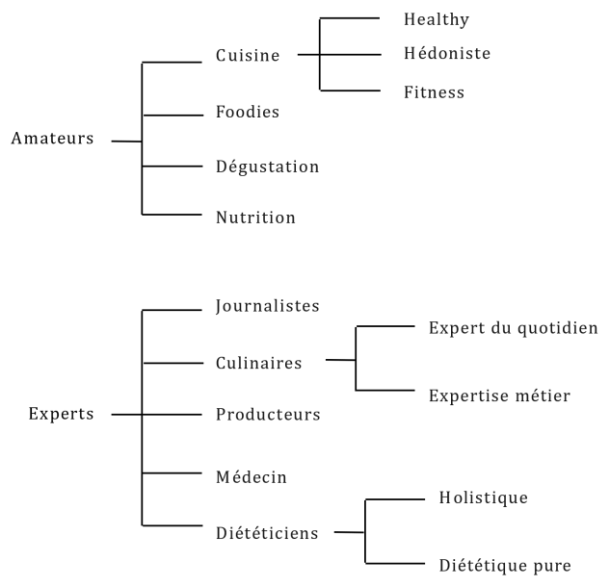 Amateurs
Cuisine
Healthy
Hédoniste
Fitness
Foodies
Dégustation
Nutrition
Experts
Journalistes
Culinaires
Expert du quotidien
Expertise métier
Producteurs
Médecin
Diététiciens
Holistique
Diététique pure